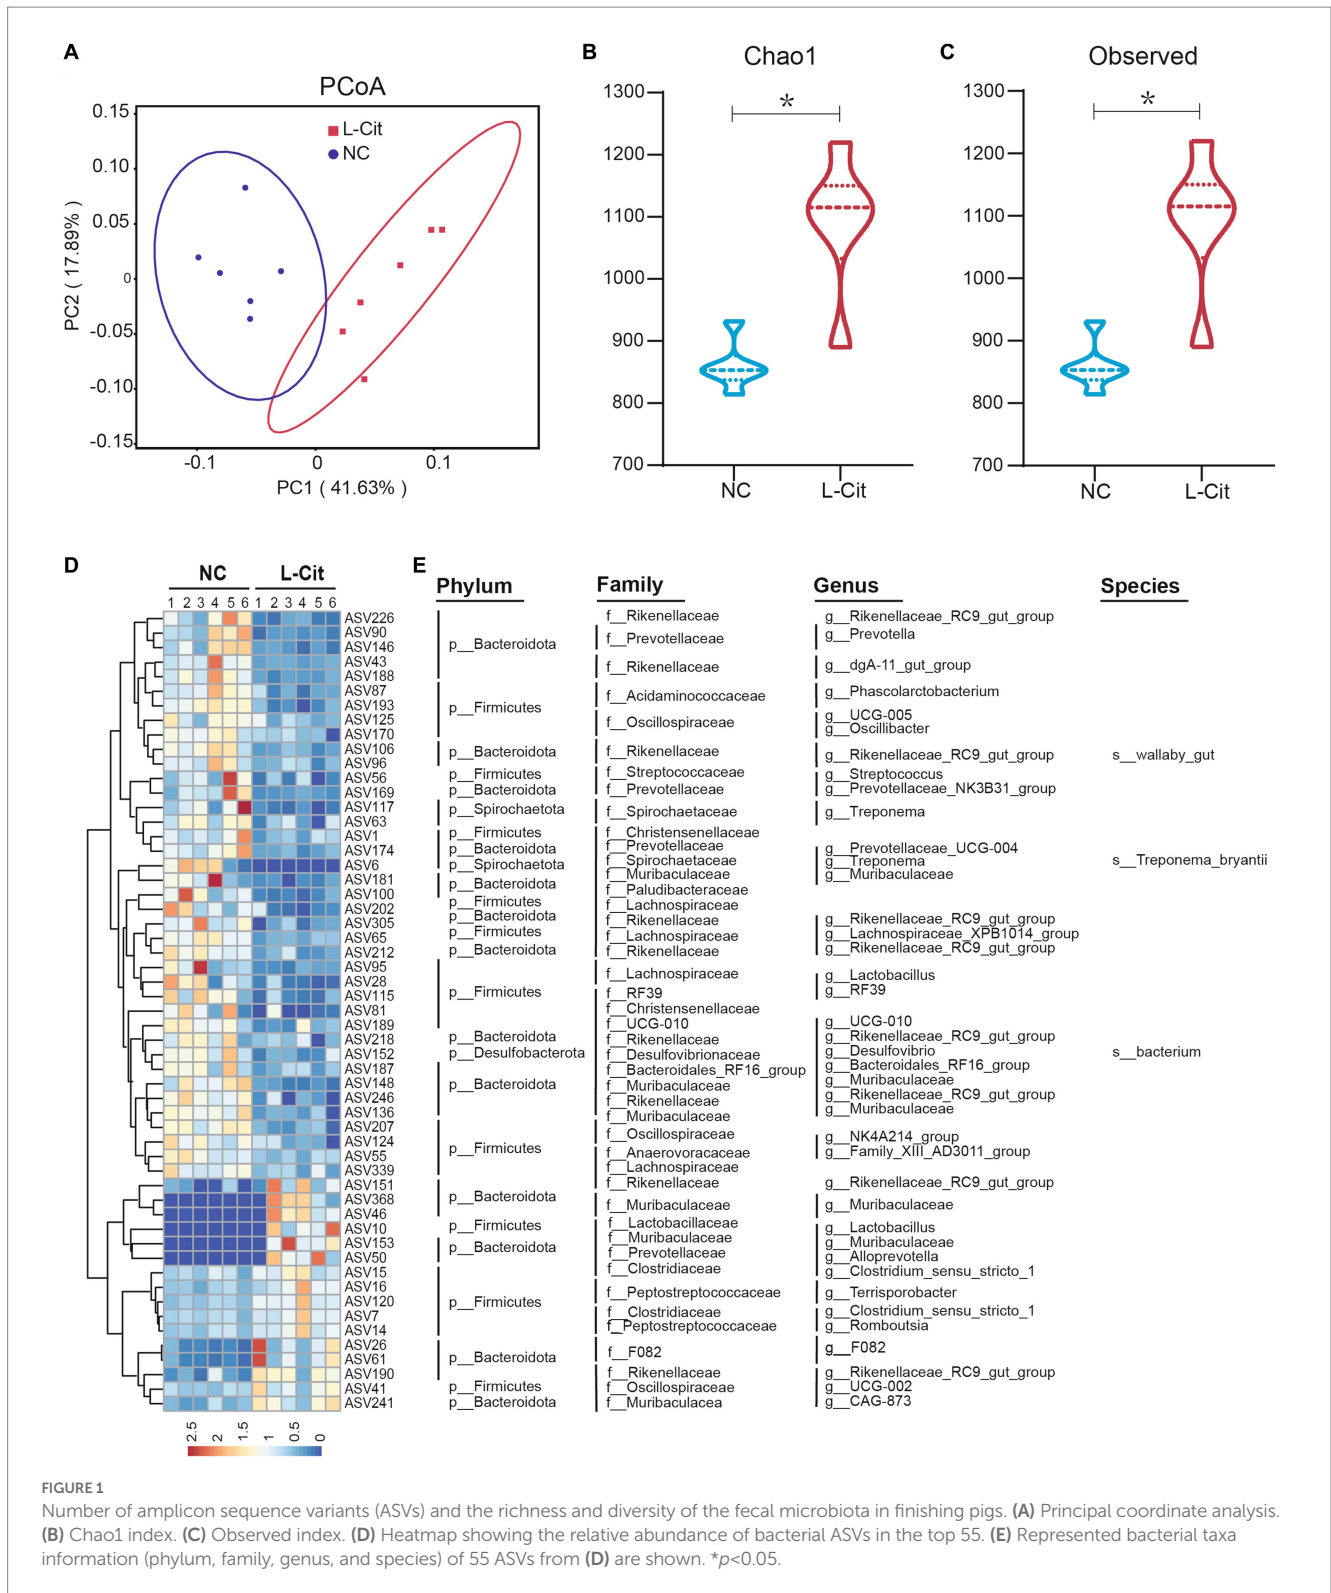 A
PCoA
0.15
0.10
0.05
0
-0.05
-0.10
-0.15
PC2 ( 17.89% )
L-Cit
NC
-0.1
0
0.1
PC1 ( 41.63% )
B
Chao1
*
1300
1200
1100
1000
900
800
700
NC
L-Cit
C
Observed
*
1300
1200
1100
1000
900
800
700
NC
L-Cit
D
NC
L-Cit
1 2 3 4 5 6 1 2 3 4 5 6
ASV226
ASV90
ASV146
ASV43
ASV188
ASV87
ASV193
ASV125
ASV170
ASV106
ASV96
ASV56
ASV169
ASV117
ASV63
ASV1
ASV174
ASV6
ASV181
ASV100
ASV202
ASV305
ASV65
ASV212
ASV95
ASV28
ASV115
ASV81
ASV189
ASV218
ASV152
ASV187
ASV148
ASV246
ASV136
ASV207
ASV124
ASV55
ASV339
ASV151
ASV368
ASV46
ASV10
ASV153
ASV50
ASV15
ASV16
ASV120
ASV7
ASV14
ASV26
ASV61
ASV190
ASV41
ASV241
2.5
2
1.5
1
0.5
0
E
Phylum
p__Bacteroidota
p__Firmicutes
p__Bacteroidota
p__Firmicutes
p__Bacteroidota
p__Spirochaetota
p__Firmicutes
p__Bacteroidota
p__Spirochaetota
p__Bacteroidota
p__Firmicutes
p__Bacteroidota
p__Firmicutes
p__Bacteroidota
p__Firmicutes
p__Bacteroidota
p__Desulfobacterota
p__Bacteroidota
p__Firmicutes
p__Bacteroidota
p__Firmicutes
p__Bacteroidota
p__Firmicutes
p__Bacteroidota
p__Firmicutes
p__Bacteroidota
Family
f__Rikenellaceae
f__Prevotellaceae
f__Rikenellaceae
f__Acidaminococcaceae
f__Oscillospiraceae
f__Rikenellaceae
f__Streptococcaceae
f__Prevotellaceae
f__Spirochaetaceae
f__Christensenellaceae
f__Prevotellaceae
f__Spirochaetaceae
f__Muribaculaceae
f__Paludibacteraceae
f__Lachnospiraceae
f__Rikenellaceae
f__Lachnospiraceae
f__Rikenellaceae
f__Lachnospiraceae
f__RF39
f__Christensenellaceae
f__UCG-010
f__Rikenellaceae
f__Desulfovibrionaceae
f__Bacteroidales_RF16_group
f__Muribaculaceae
f__Rikenellaceae
f__Muribaculaceae
f__Oscillospiraceae
f__Anaerovoracaceae
f__Lachnospiraceae
f__Rikenellaceae
f__Muribaculaceae
f__Lactobacillaceae
f__Muribaculaceae
f__Prevotellaceae
f__Clostridiaceae
f__Peptostreptococcaceae
f__Clostridiaceae
f__Peptostreptococcaceae
f__F082
f__Rikenellaceae
f__Oscillospiraceae
f__Muribaculacea
Genus
g__Rikenellaceae_RC9_gut_group
g__Prevotella
g__dgA-11_gut_group
g__Phascolarctobacterium
g__UCG-005
g__Oscillibacter
g__Rikenellaceae_RC9_gut_group
g__Streptococcus
g__Prevotellaceae_NK3B31_group
g__Treponema
g__Prevotellaceae_UCG-004
g__Treponema
g__Muribaculaceae
g__Rikenellaceae_RC9_gut_group
g__Lachnospiraceae_XPB1014_group
g__Rikenellaceae_RC9_gut_group
g__Lactobacillus
g__RF39
g__UCG-010
g__Rikenellaceae_RC9_gut_group
g__Desulfovibrio
g__Bacteroidales_RF16_group
g__Muribaculaceae
g__Rikenellaceae_RC9_gut_group
g__Muribaculaceae
g__NK4A214_group
g__Family_XIII_AD3011_group
g__Rikenellaceae_RC9_gut_group
g__Muribaculaceae
g__Lactobacillus
g__Muribaculaceae
g__Alloprevotella
g__Clostridium_sensu_stricto_1
g__Terrisporobacter
g__Clostridium_sensu_stricto_1
g__Romboutsia
g__F082
g__Rikenellaceae_RC9_gut_group
g__UCG-002
g__CAG-873
Species
s__wallaby_gut
s__Treponema_bryantii
s__bacterium
FIGURE 1
Number of amplicon sequence variants (ASVs) and the richness and diversity of the fecal microbiota in finishing pigs. (A) Principal coordinate analysis.
(B) Chao1 index. (C) Observed index. (D) Heatmap showing the relative abundance of bacterial ASVs in the top 55. (E) Represented bacterial taxa
information (phylum, family, genus, and species) of 55 ASVs from (D) are shown. *p<0.05.